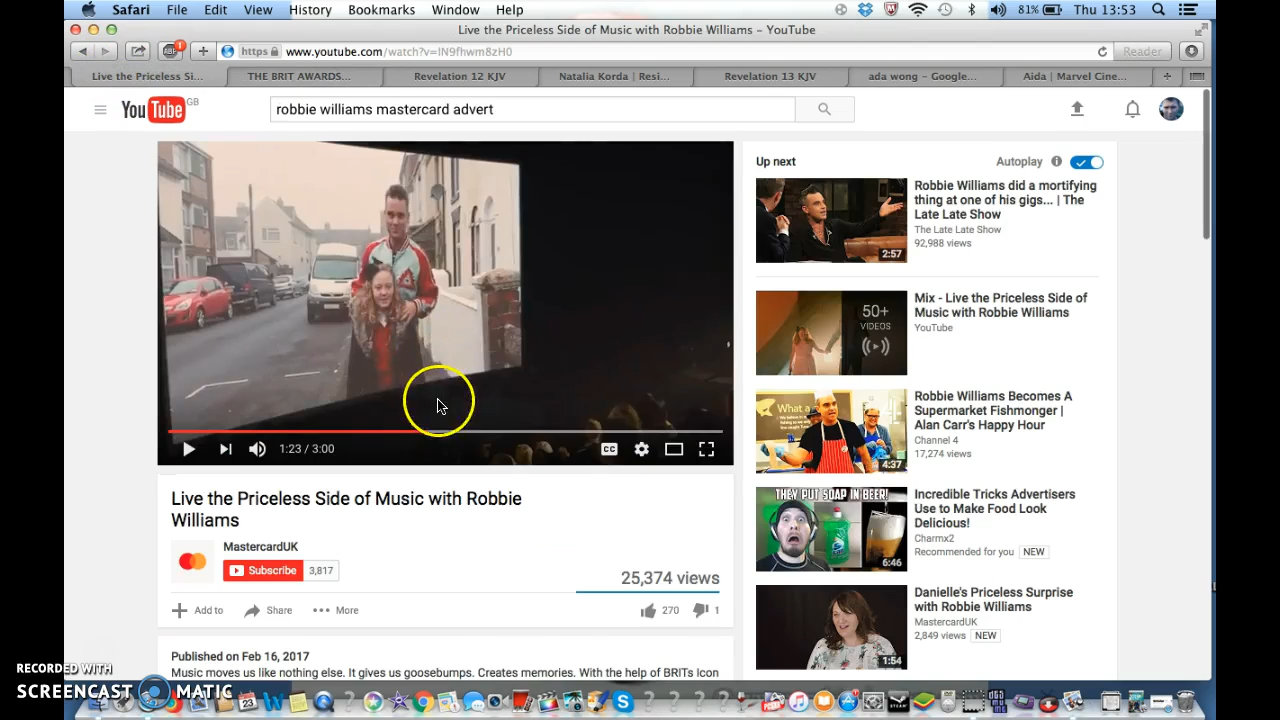 Safari File Edit View History Bookmarks Window Help 81% Thu 13:53
Live the Priceless Side of Music with Robbie Williams – YouTube
ABP 1 https www.youtube.com/watch?v=lN9fhwm8zH0 Reader
Live the Priceless Si... THE BRIT AWARDS... Revelation 12 KJV Natalia Korda | Resi... Revelation 13 KJV ada wong - Google... Aida | Marvel Cine...
YouTube GB robbie williams mastercard advert
1:23 / 3:00 CC
Live the Priceless Side of Music with Robbie
Williams
MastercardUK
Subscribe 3,817
25,374 views
Add to Share More 270 1
Published on Feb 16, 2017
Music moves us like nothing else. It gives us goosebumps. Creates memories. With the help of BRITs Icon
Up next Autoplay
Robbie Williams did a mortifying
thing at one of his gigs... | The
Late Late Show
The Late Late Show
92,988 views
2:57
50+
VIDEOS
Mix - Live the Priceless Side of
Music with Robbie Williams
YouTube
What a
4:37
Robbie Williams Becomes A
Supermarket Fishmonger |
Alan Carr's Happy Hour
Channel 4
17,274 views
THEY PUT SOAP IN BEER!
6:46
Incredible Tricks Advertisers
Use to Make Food Look
Delicious!
Charmx2
Recommended for you NEW
1:54
Danielle's Priceless Surprise
with Robbie Williams
MastercardUK
2,849 views NEW
RECORDED WITH
SCREENCAST MATIC